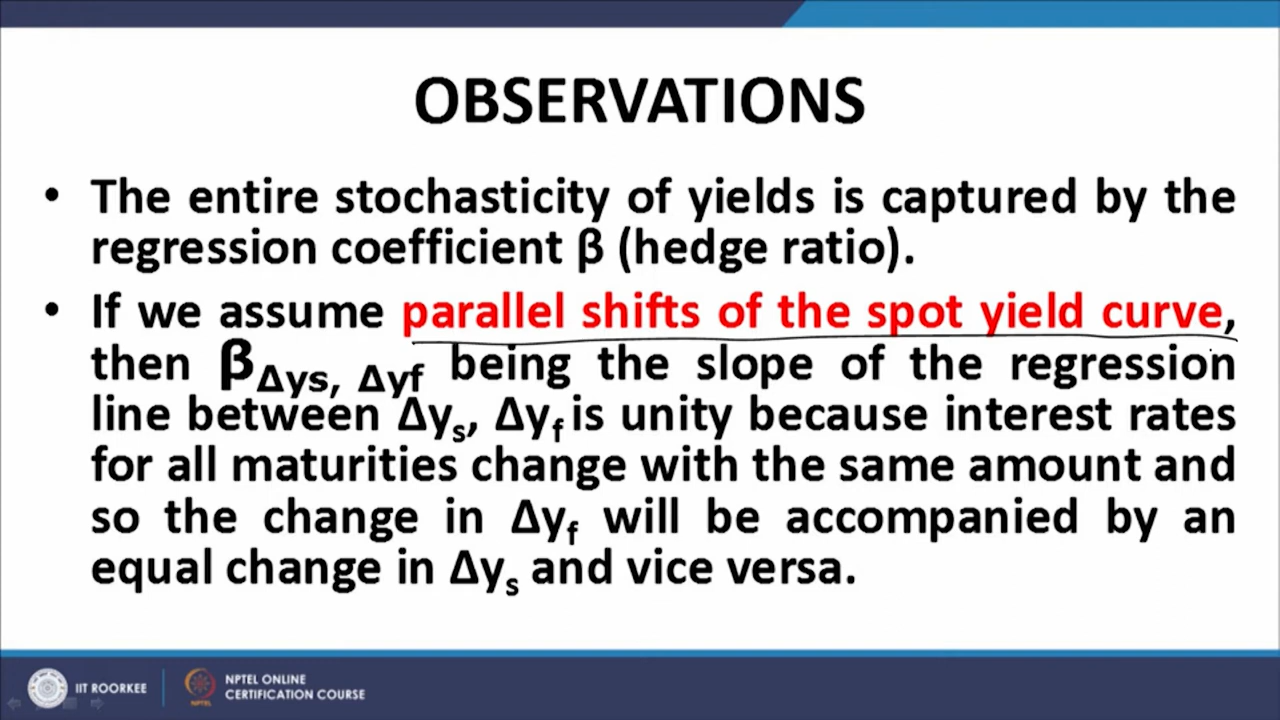 OBSERVATIONS
• The entire stochasticity of yields is captured by the
regression coefficient β (hedge ratio).
• If we assume parallel shifts of the spot yield curve,
then βΔys, Δyf being the slope of the regression
line between Δys, Δyf is unity because interest rates
for all maturities change with the same amount and
so the change in Δyf will be accompanied by an
equal change in Δys and vice versa.
IIT ROORKEE
NPTEL ONLINE
CERTIFICATION COURSE
NPTEL